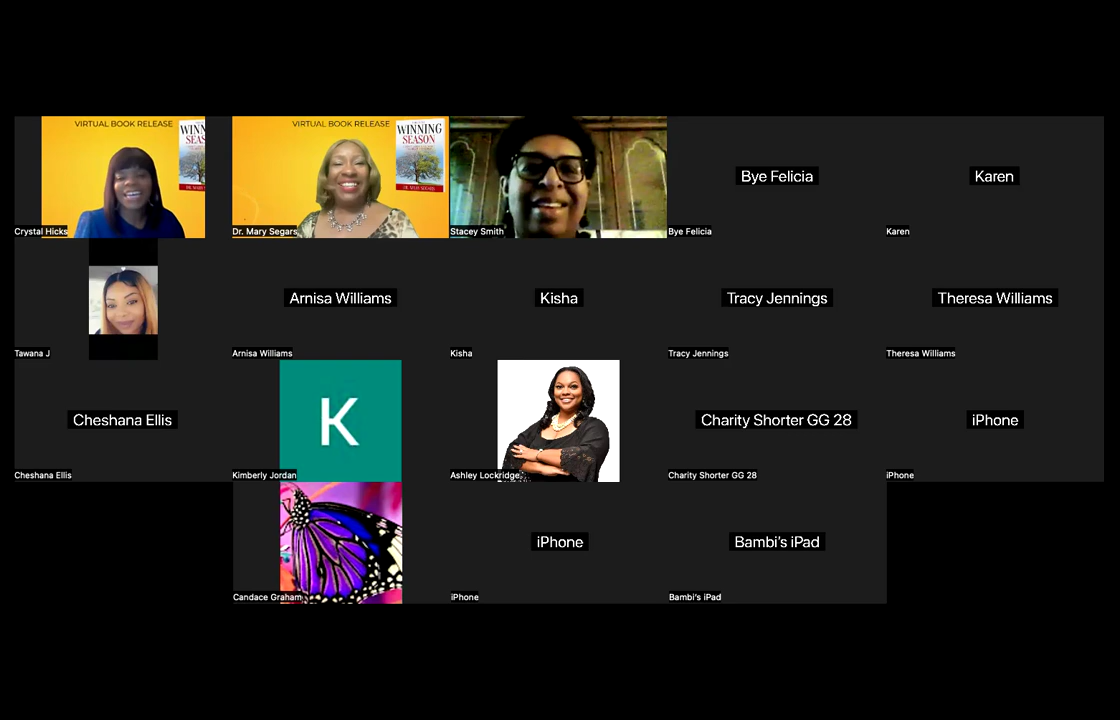 VIRTUAL BOOK RELEASE
WINNING
SEASON
Crystal Hicks
VIRTUAL BOOK RELEASE
WINNING
SEASON
DR. MARY SEGARS
Dr. Mary Segars
Stacey Smith
Bye Felicia
Bye Felicia
Karen
Karen
Tawana J
Arnisa Williams
Arnisa Williams
Kisha
Kisha
Tracy Jennings
Tracy Jennings
Theresa Williams
Theresa Williams
Cheshana Ellis
Cheshana Ellis
K
Kimberly Jordan
Ashley Lockridge,
Charity Shorter GG 28
Charity Shorter GG 28
iPhone
iPhone
Candace Graham
iPhone
iPhone
Bambi's iPad
Bambi's iPad